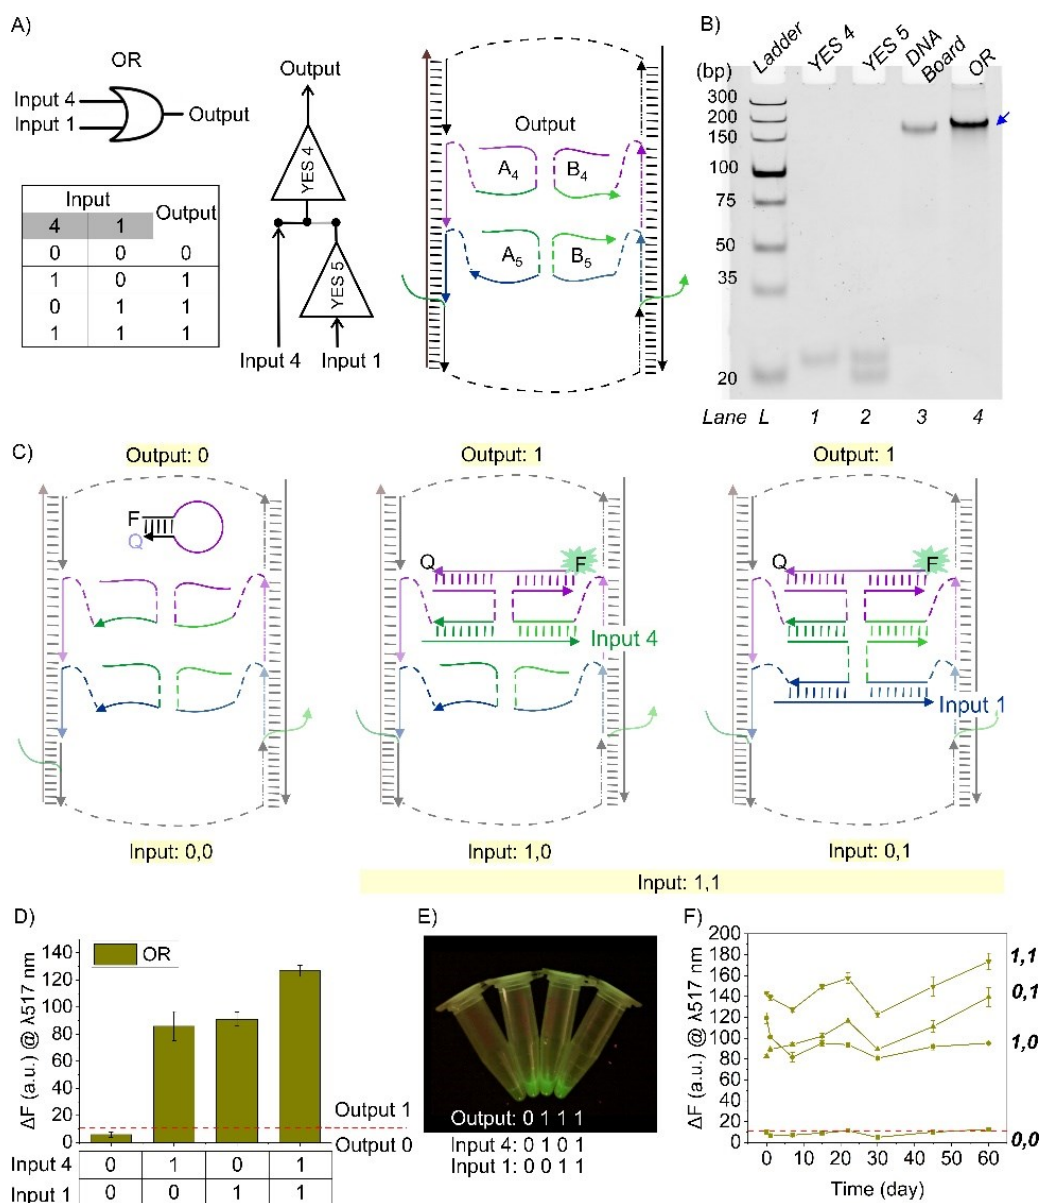 A)
OR
Input 4
Input 1
Output
Input Output
4 1
0 0 0
1 0 1
0 1 1
1 1 1
Output
YES 4
YES 5
Input 4 Input 1
Output
A4 B4
A5 B5
B)
(bp) Ladder YES 4 YES 5 DNA Board OR
300
200
150
100
75
50
35
20
Lane L 1 2 3 4
C)
Output: 0 Output: 1 Output: 1
F
Q
Q F
Input 4
Q F
Input 1
Input: 0,0 Input: 1,0 Input: 0,1
Input: 1,1
D)
OR
ΔF (a.u.) @ λ517 nm
140
120
100
80
60
40
20
0
Output 1
Output 0
Input 4 0 1 0 1
Input 1 0 0 1 1
E)
Output: 0 1 1 1
Input 4: 0 1 0 1
Input 1: 0 0 1 1
F)
ΔF (a.u.) @ λ517 nm
200
180
160
140
120
100
80
60
40
20
0
0 10 20 30 40 50 60
Time (day)
1,1
0,1
1,0
0,0